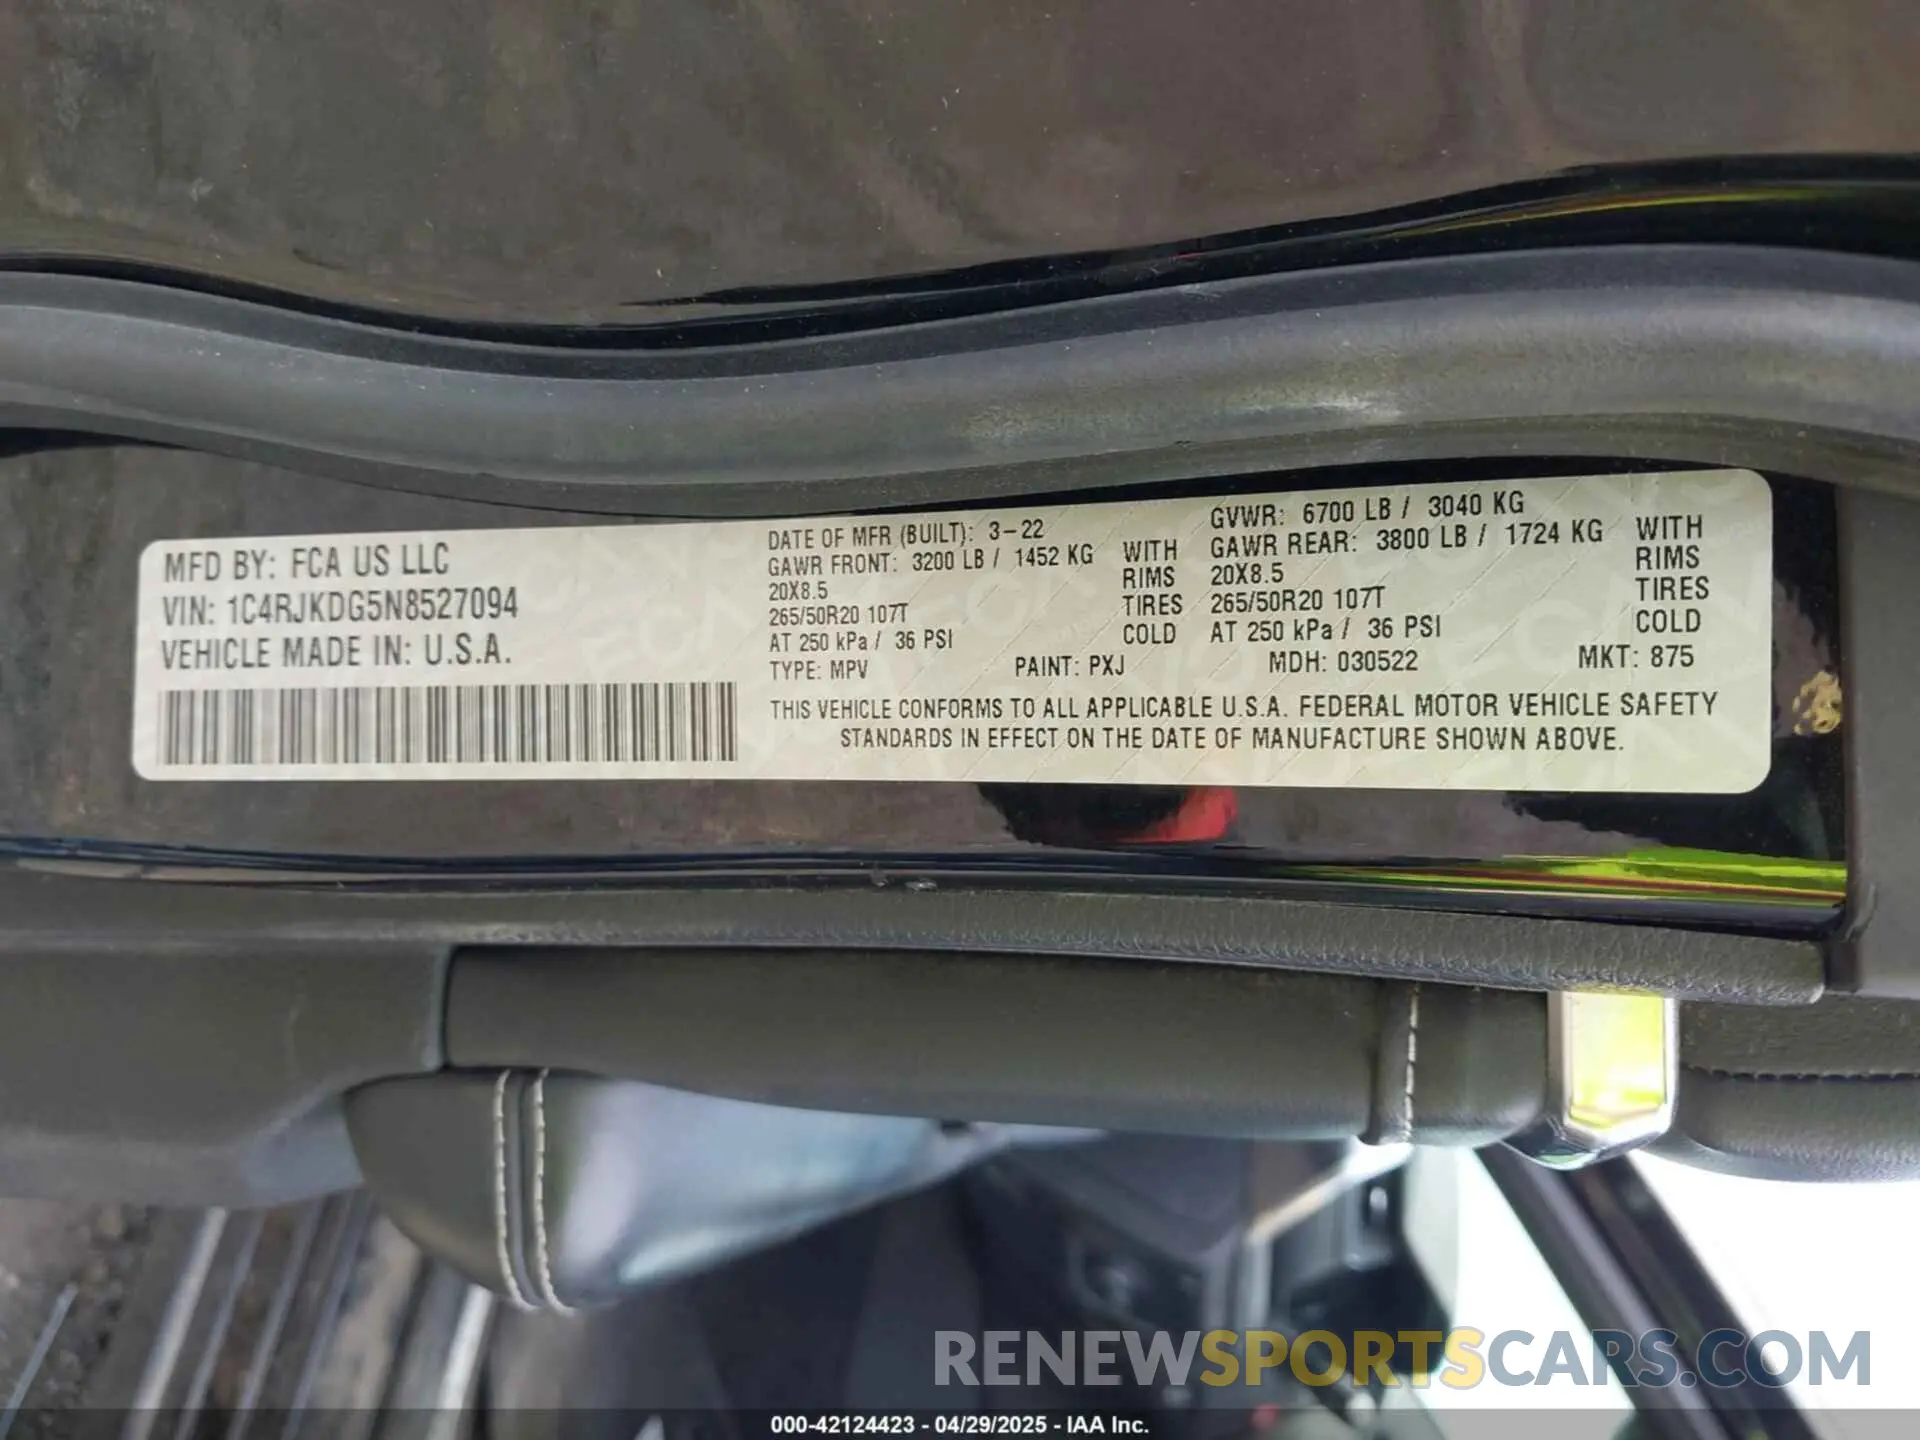 MFD BY: FCA US LLC
VIN: 1C4RJKDG5N8527094
VEHICLE MADE IN: U.S.A.
DATE OF MFR (BUILT): 3-22
GAWR FRONT: 3200 LB / 1452 KG
20X8.5
265/50R20 107T
AT 250 kPa / 36 PSI
WITH
RIMS
TIRES
COLD
GVWR: 6700 LB / 3040 KG
GAWR REAR: 3800 LB / 1724 KG
20X8.5
265/50R20 107T
AT 250 kPa / 36 PSI
WITH
RIMS
TIRES
COLD
TYPE: MPV PAINT: PXJ MDH: 030522 MKT: 875
THIS VEHICLE CONFORMS TO ALL APPLICABLE U.S.A. FEDERAL MOTOR VEHICLE SAFETY
STANDARDS IN EFFECT ON THE DATE OF MANUFACTURE SHOWN ABOVE.
RENEWSPORTSCARS.COM
000-42124423 - 04/29/2025 - IAA Inc.